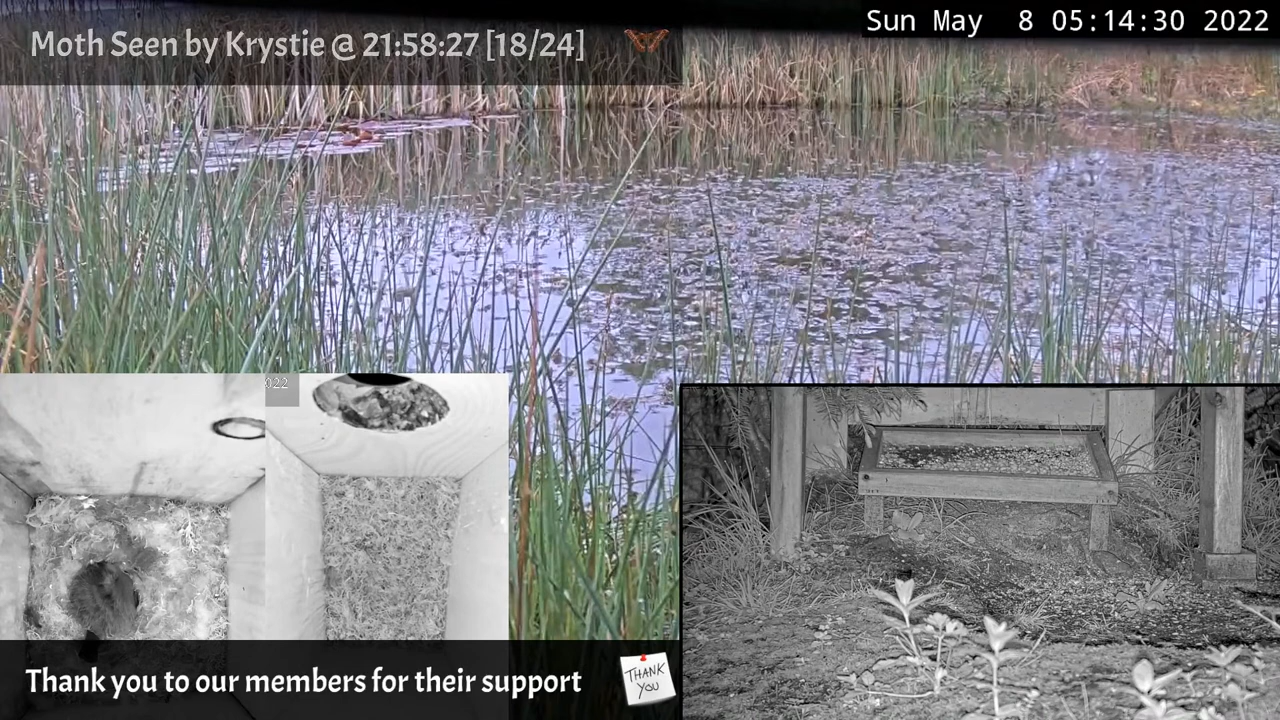 Moth Seen by Krystie @ 21:58:27 [18/24]
Sun May 8 05:14:30 2022
022
Thank you to our members for their support
THANK
YOU